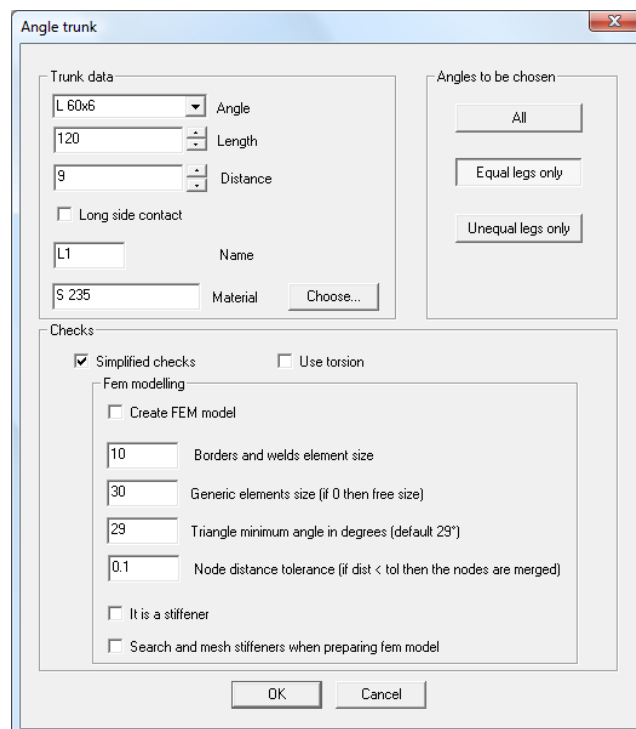 Angle trunk
Trunk data
L 60x6 Angle
120 Length
9 Distance
Long side contact
L1 Name
S 235 Material Choose...
Angles to be chosen
All
Equal legs only
Unequal legs only
Checks
Simplified checks Use torsion
Fem modelling
Create FEM model
10 Borders and welds element size
30 Generic elements size (if 0 then free size)
29 Triangle minimum angle in degrees (default 29°)
0.1 Node distance tolerance (if dist < tol then the nodes are merged)
It is a stiffener
Search and mesh stiffeners when preparing fem model
OK Cancel